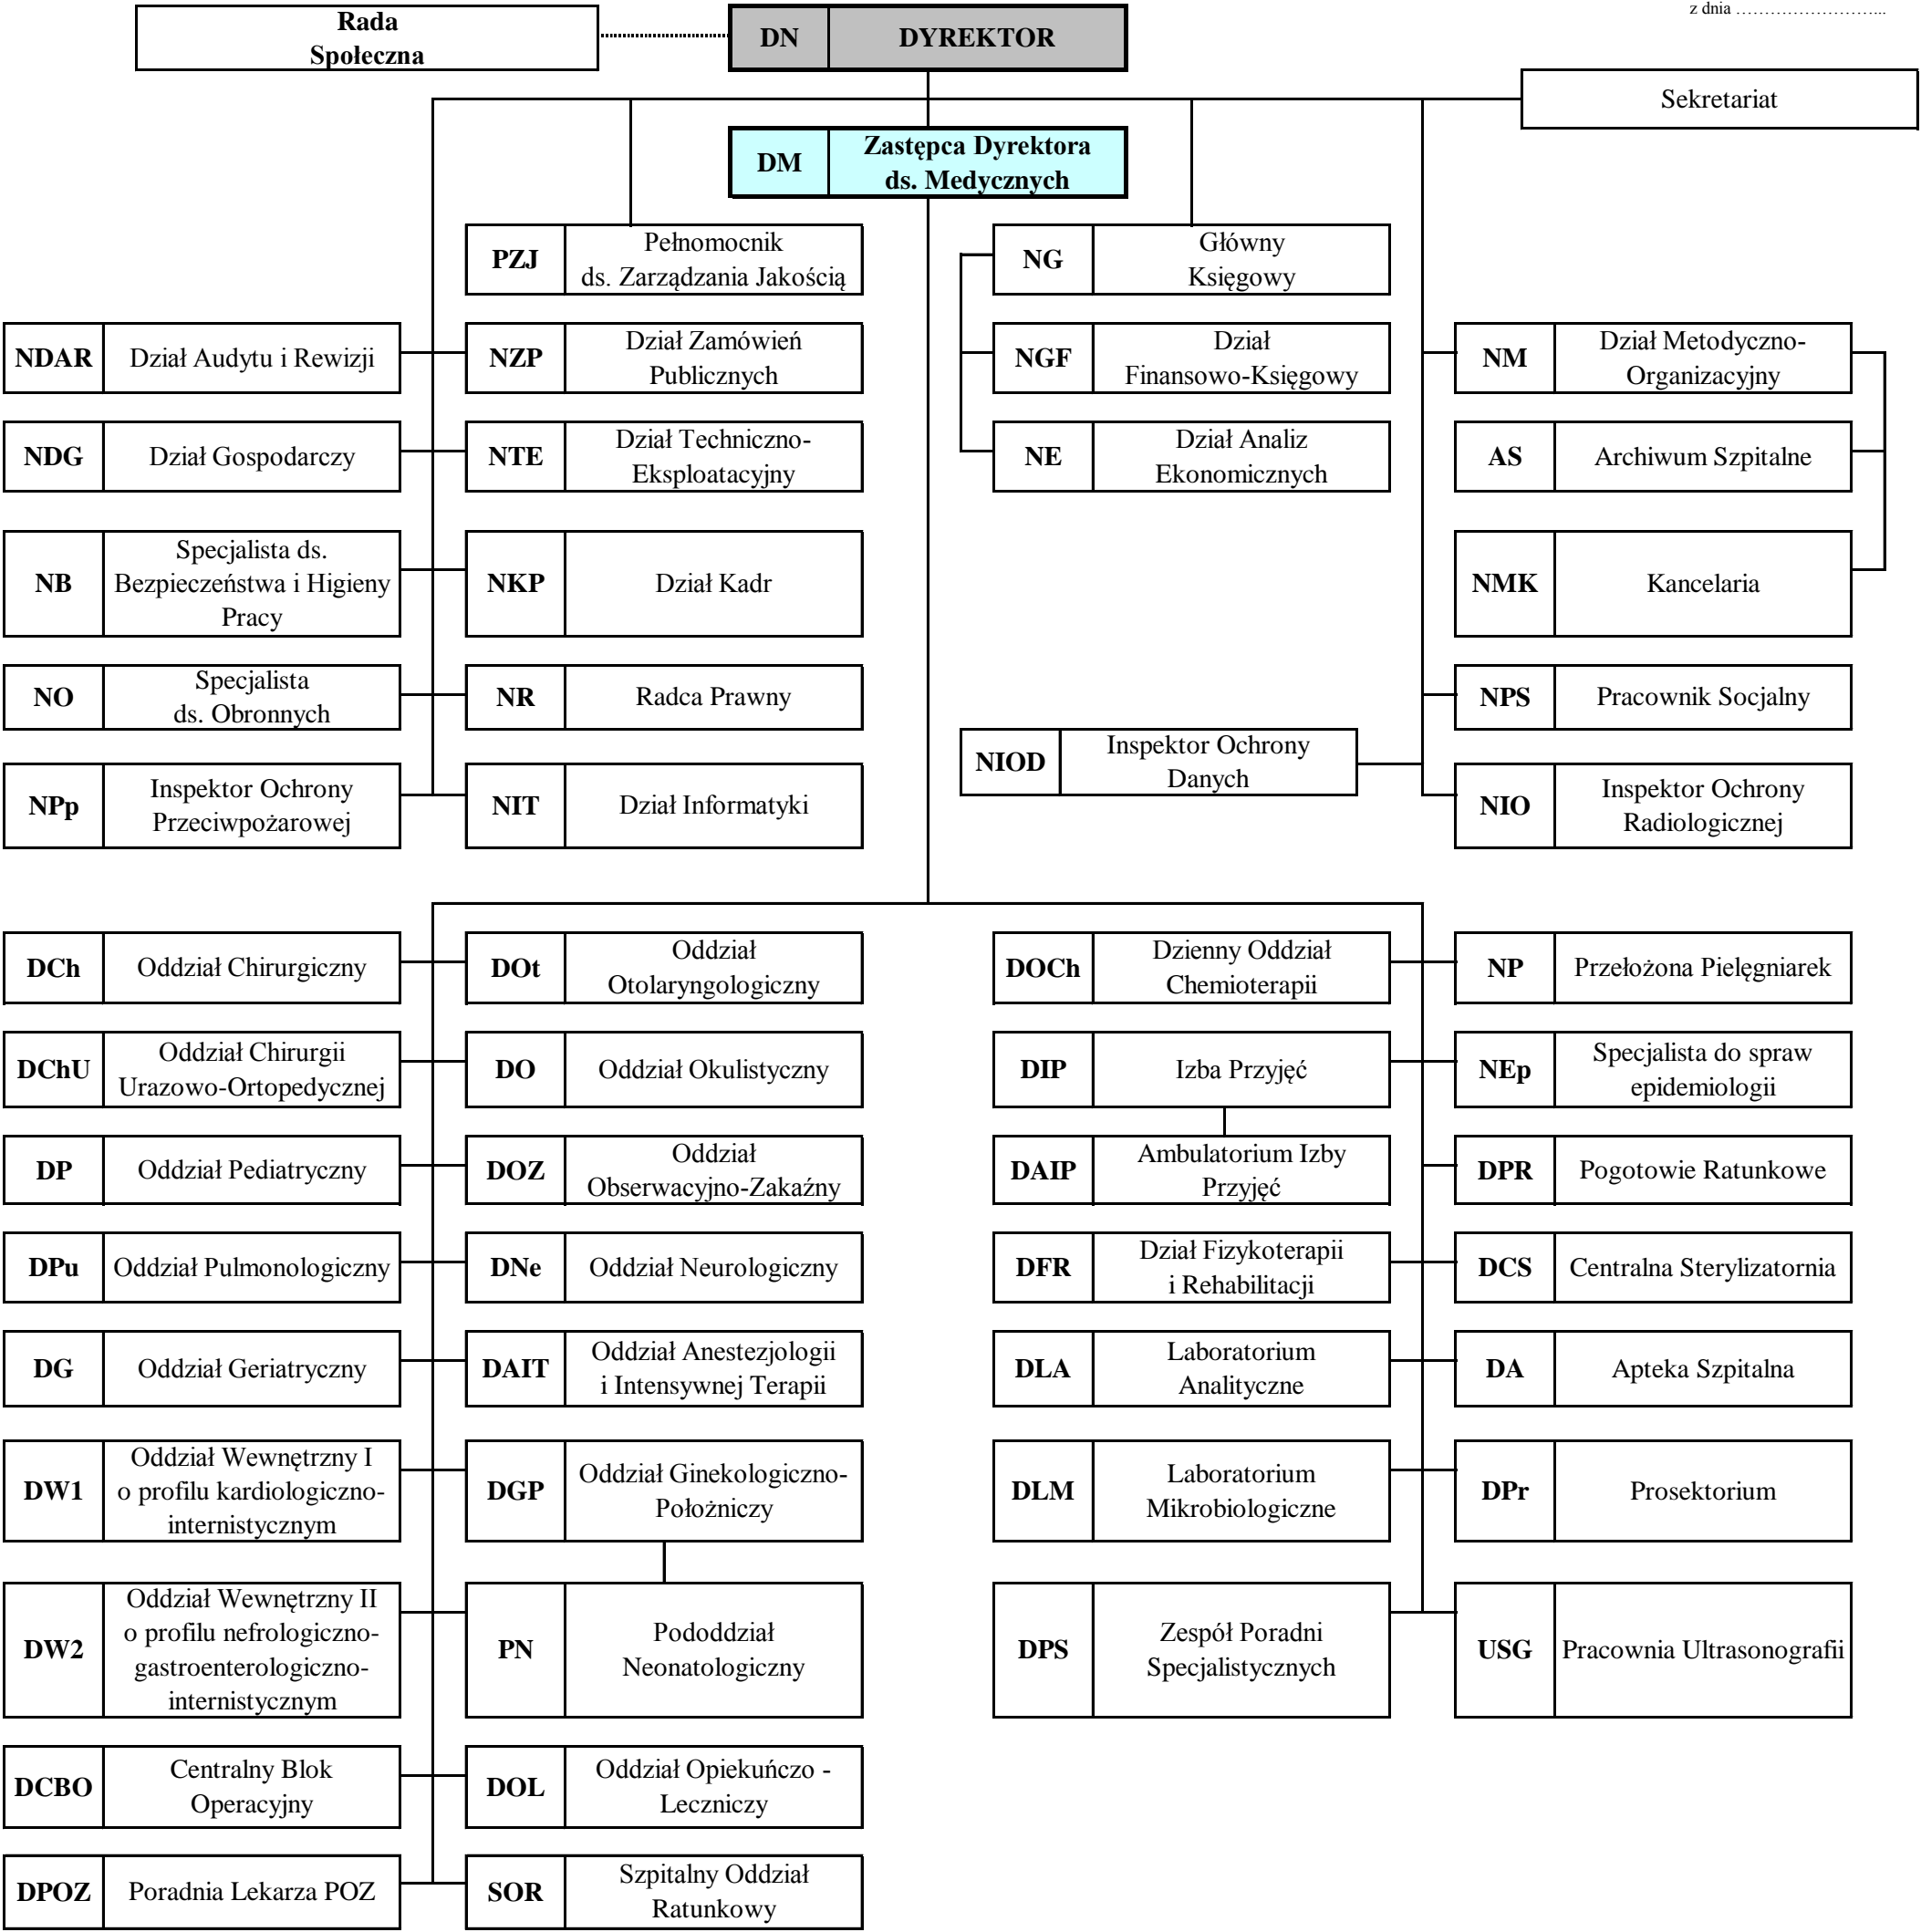 z dnia ……………………...
Rada
Społeczna
DN
DYREKTOR
Sekretariat
DM
Zastępca Dyrektora
ds. Medycznych
PZJ
Pełnomocnik
ds. Zarządzania Jakością
NG
Główny
Księgowy
NDAR
Dział Audytu i Rewizji
NZP
Dział Zamówień
Publicznych
NGF
Dział
Finansowo-Księgowy
NM
Dział Metodyczno-
Organizacyjny
NDG
Dział Gospodarczy
NTE
Dział Techniczno-
Eksploatacyjny
NE
Dział Analiz
Ekonomicznych
AS
Archiwum Szpitalne
NB
Specjalista ds.
Bezpieczeństwa i Higieny
Pracy
NKP
Dział Kadr
NMK
Kancelaria
NO
Specjalista
ds. Obronnych
NR
Radca Prawny
NPS
Pracownik Socjalny
NIOD
Inspektor Ochrony
Danych
NPp
Inspektor Ochrony
Przeciwpożarowej
NIT
Dział Informatyki
NIO
Inspektor Ochrony
Radiologicznej
DCh
Oddział Chirurgiczny
DOt
Oddział
Otolaryngologiczny
DOCh
Dzienny Oddział
Chemioterapii
NP
Przełożona Pielęgniarek
DChU
Oddział Chirurgii
Urazowo-Ortopedycznej
DO
Oddział Okulistyczny
DIP
Izba Przyjęć
NEp
Specjalista do spraw
epidemiologii
DP
Oddział Pediatryczny
DOZ
Oddział
Obserwacyjno-Zakaźny
DAIP
Ambulatorium Izby
Przyjęć
DPR
Pogotowie Ratunkowe
DPu
Oddział Pulmonologiczny
DNe
Oddział Neurologiczny
DFR
Dział Fizykoterapii
i Rehabilitacji
DCS
Centralna Sterylizatornia
DG
Oddział Geriatryczny
DAIT
Oddział Anestezjologii
i Intensywnej Terapii
DLA
Laboratorium
Analityczne
DA
Apteka Szpitalna
DW1
Oddział Wewnętrzny I
o profilu kardiologiczno-
internistycznym
DGP
Oddział Ginekologiczno-
Położniczy
DLM
Laboratorium
Mikrobiologiczne
DPr
Prosektorium
DW2
Oddział Wewnętrzny II
o profilu nefrologiczno-
gastroenterologiczno-
internistycznym
PN
Pododdział
Neonatologiczny
DPS
Zespół Poradni
Specjalistycznych
USG
Pracownia Ultrasonografii
DCBO
Centralny Blok
Operacyjny
DOL
Oddział Opiekuńczo -
Leczniczy
DPOZ
Poradnia Lekarza POZ
SOR
Szpitalny Oddział
Ratunkowy